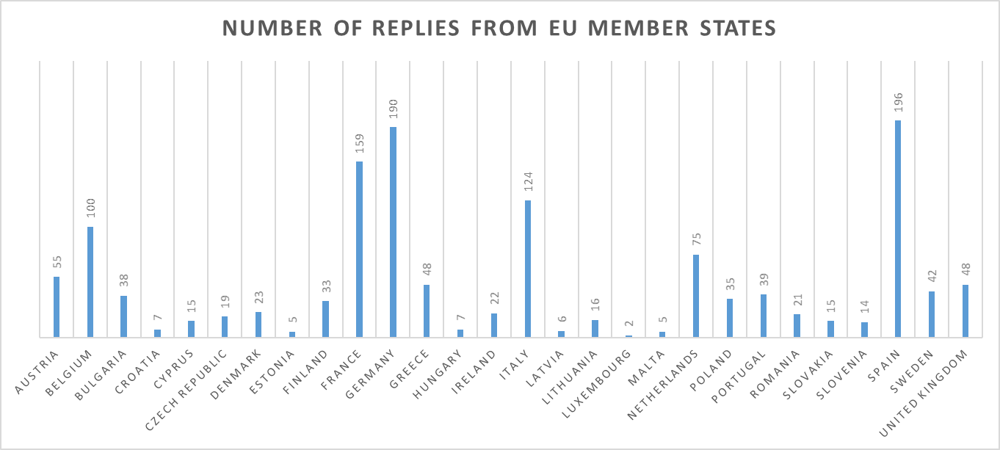 NUMBER OF REPLIES FROM EU MEMBER STATES
55
100
38
7
15
19
23
5
33
159
190
48
7
22
124
6
16
2
5
75
35
39
21
15
14
196
42
48
AUSTRIA
BELGIUM
BULGARIA
CROATIA
CYPRUS
CZECH REPUBLIC
DENMARK
ESTONIA
FINLAND
FRANCE
GERMANY
GREECE
HUNGARY
IRELAND
ITALY
LATVIA
LITHUANIA
LUXEMBOURG
MALTA
NETHERLANDS
POLAND
PORTUGAL
ROMANIA
SLOVAKIA
SLOVENIA
SPAIN
SWEDEN
UNITED KINGDOM